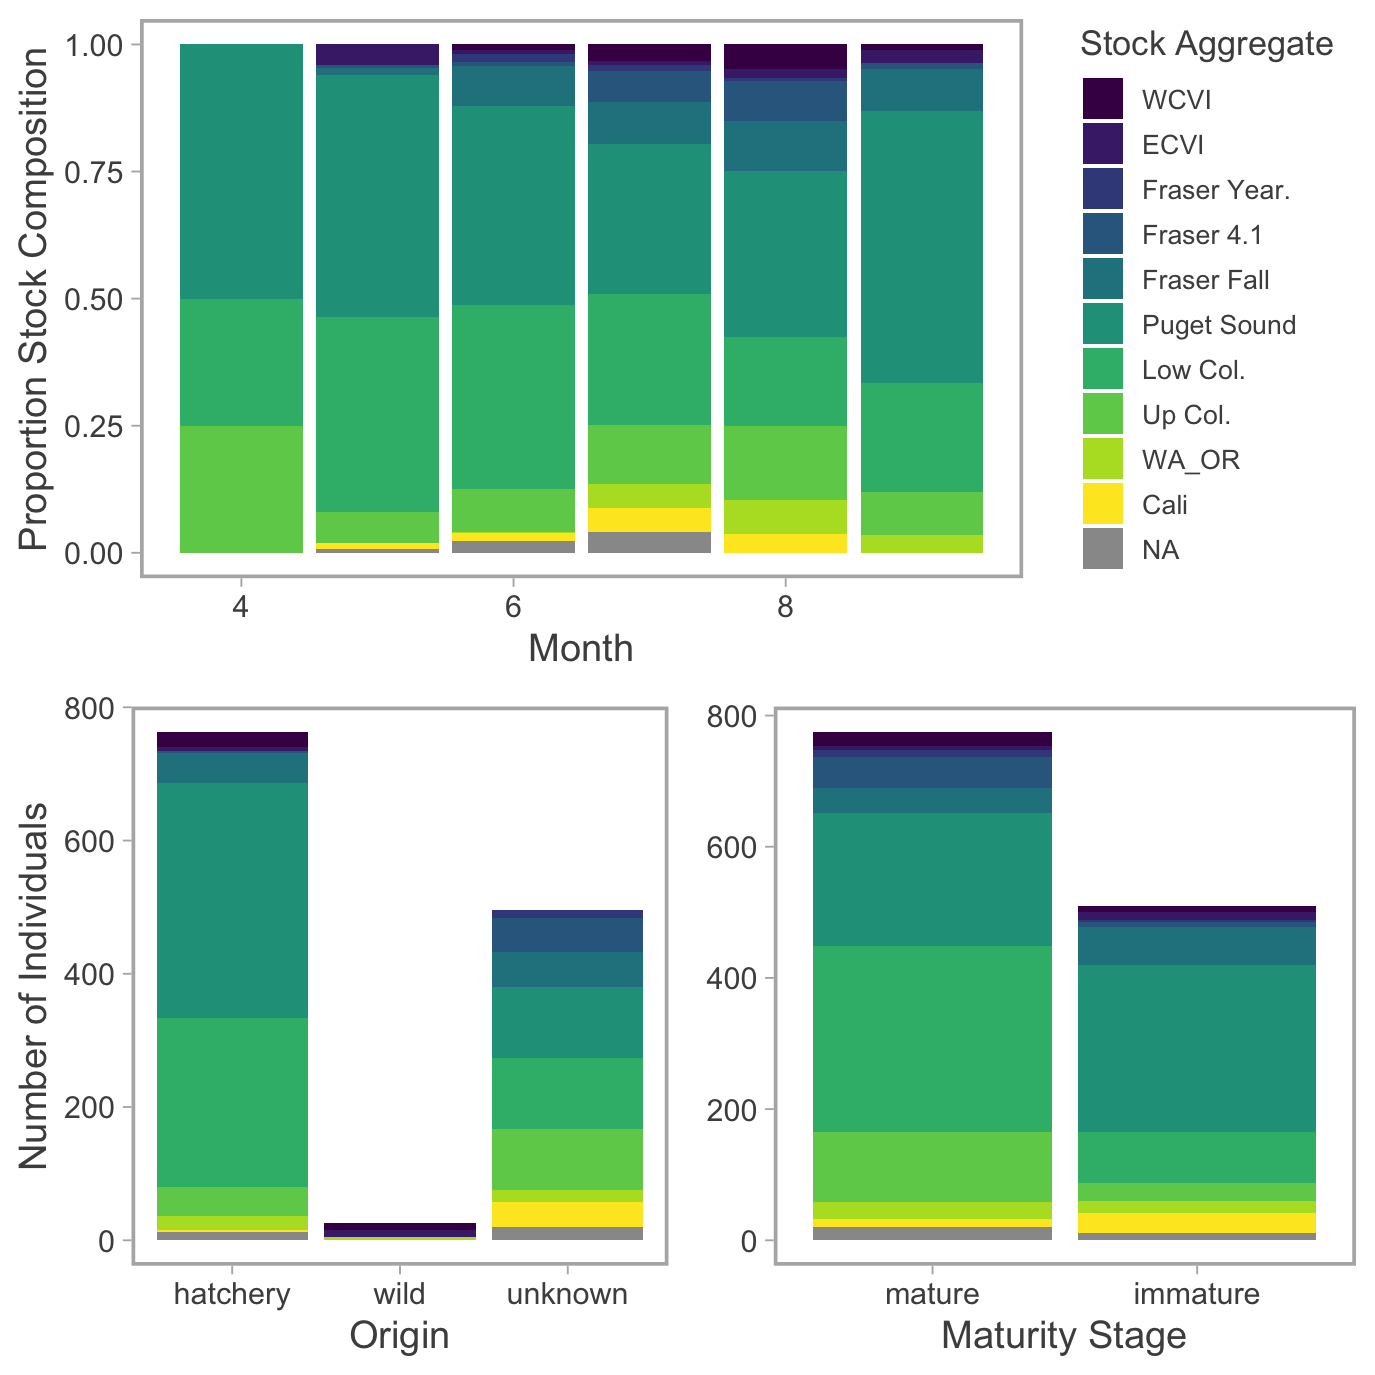 Proportion Stock Composition
1.00
0.75
0.50
0.25
0.00
4
6
8
Month
Stock Aggregate
WCVI
ECVI
Fraser Year.
Fraser 4.1
Fraser Fall
Puget Sound
Low Col.
Up Col.
WA_OR
Cali
NA
Number of Individuals
800
600
400
200
0
hatchery
wild
unknown
Origin
800
600
400
200
0
mature
immature
Maturity Stage